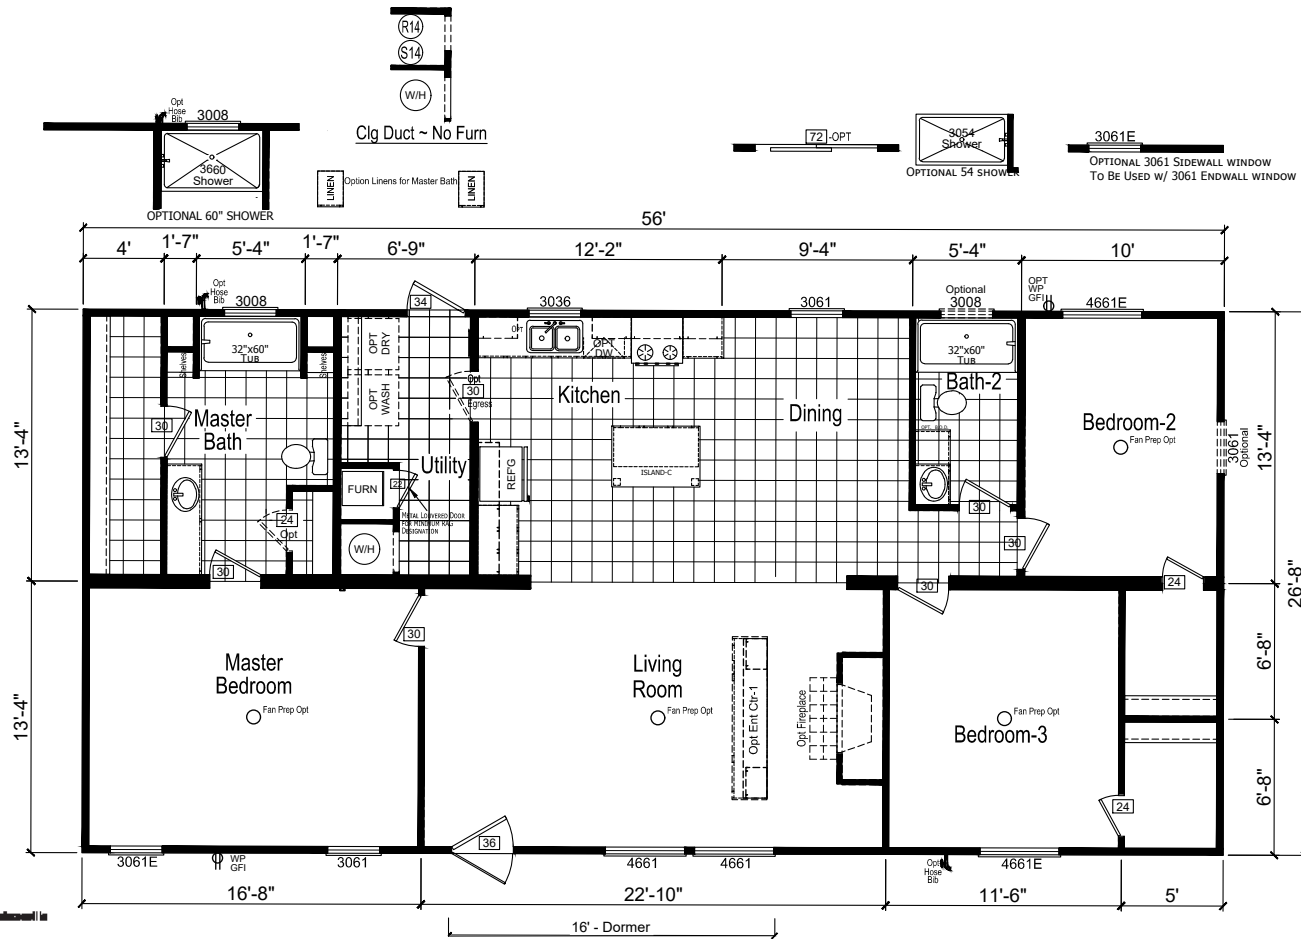 R14
S14
W/H
Clg Duct ~ No Furn
Opt
Hose
Bib
3008
3660
Shower
OPTIONAL 60" SHOWER
LINEN
Option Linens for Master Bath
LINEN
72 -OPT
3054
Shower
OPTIONAL 54 SHOWER
3061E
OPTIONAL 3061 SIDEWALL WINDOW
TO BE USED W/ 3061 ENDWALL WINDOW
56'
4'
1'-7"
5'-4"
1'-7"
6'-9"
12'-2"
9'-4"
5'-4"
10'
Opt
Hose
Bib
3008
34
3036
3061
Optional
3008
OPT
WP
GFI
4661E
32"x60"
TUB
Shelves
Shelves
OPT
DRY
OPT
WASH
OPT
OPT
DW
32"x60"
TUB
Bath-2
Opt
30
Egress
Kitchen
Dining
Master
Bath
30
Bedroom-2
Fan Prep Opt
3061
Optional
13'-4"
13'-4"
Utility
FURN
22
METAL LOUVERED DOOR
FOR MINIMUM RAG
DESIGNATION
REF'G
ISLAND-C
24
Opt
W/H
30
30
30
30
24
26'-8"
30
Master
Bedroom
Fan Prep Opt
Living
Room
Fan Prep Opt
Opt Ent Ctr-1
Opt Fireplace
Fan Prep Opt
Bedroom-3
6'-8"
13'-4"
6'-8"
24
36
3061E
WP
GFI
3061
4661
4661
Opt
Hose
Bib
4661E
16'-8"
22'-10"
11'-6"
5'
16' - Dormer